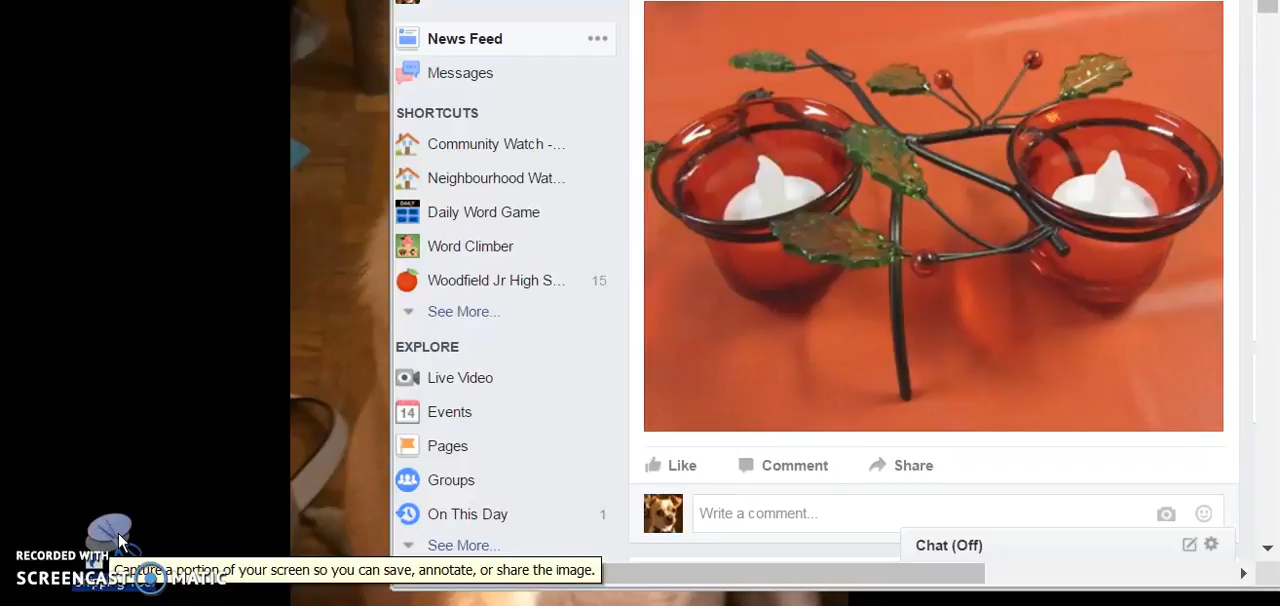 News Feed
Messages
SHORTCUTS
Community Watch -...
Neighbourhood Wat...
DAILY
Daily Word Game
Word Climber
Woodfield Jr High S... 15
See More...
EXPLORE
Live Video
14 Events
Pages
Groups
On This Day 1
See More...
Like Comment Share
Write a comment...
Chat (Off)
Capture a portion of your screen so you can save, annotate, or share the image.
RECORDED WITH
SCREENCAST MATIC